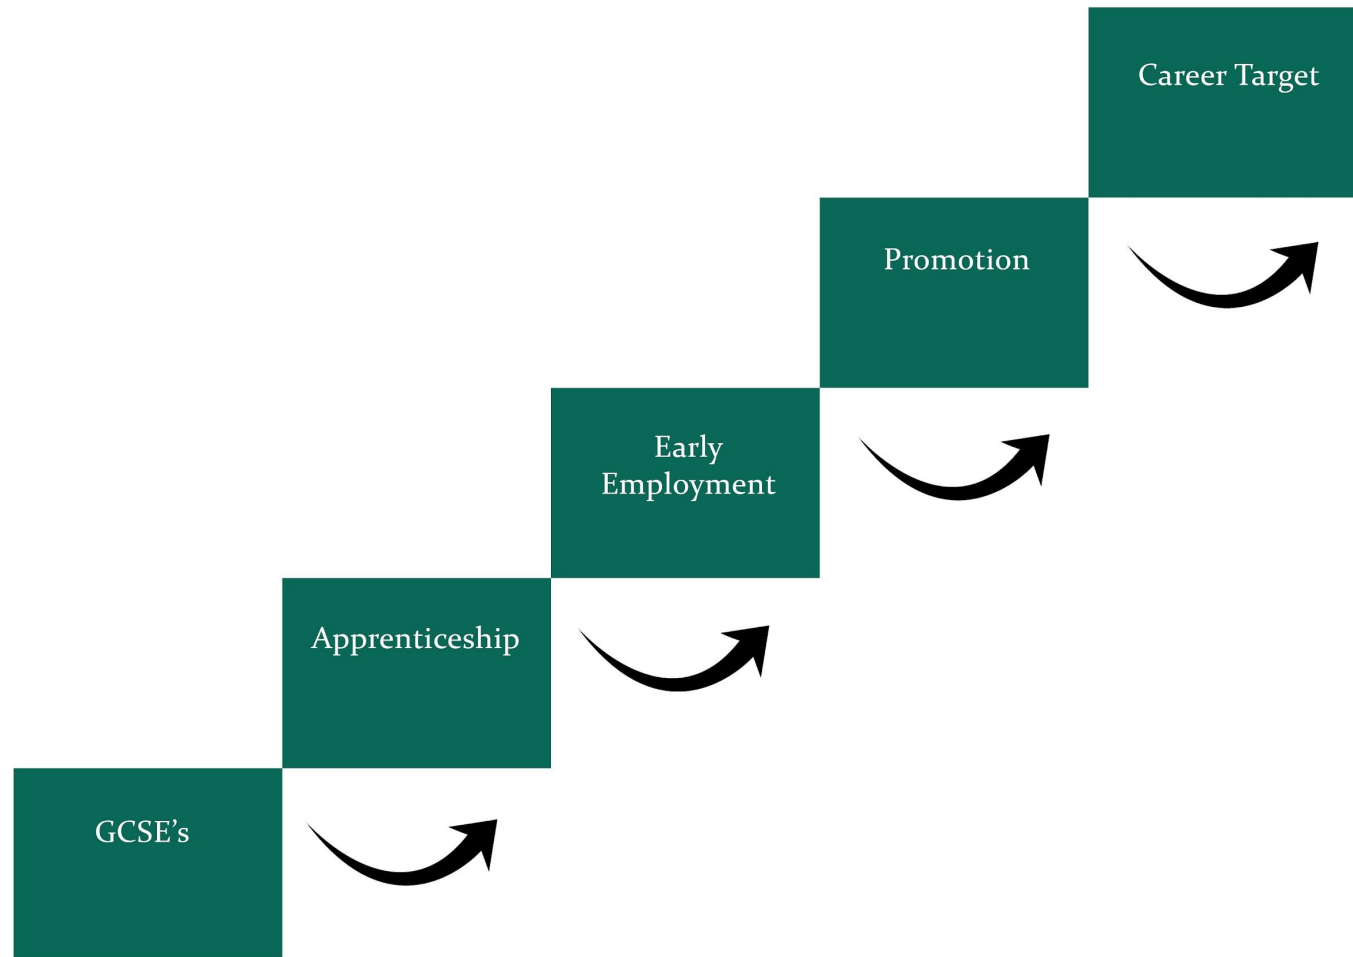 Career Target
Promotion
Early
Employment
Apprenticeship
GCSE’s